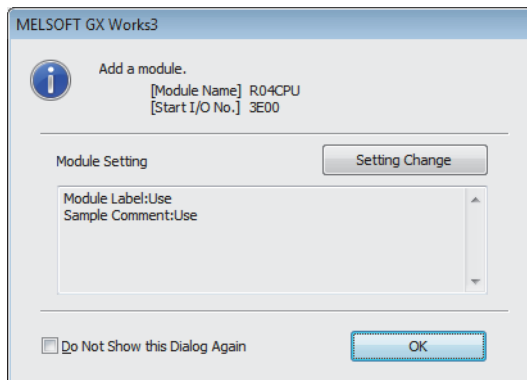 MELSOFT GX Works3
Add a module.
[Module Name] R04CPU
[Start I/O No.] 3E00
Module Setting
Setting Change
Module Label:Use
Sample Comment:Use
Do Not Show this Dialog Again
OK